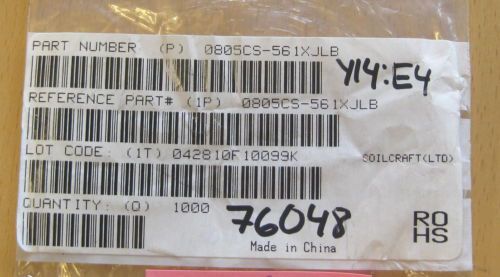 PART NUMBER (P) 0805CS-561XJLB
Y14:E4
REFERENCE PART# (1P) 0805CS-561XJLB
LOT CODE: (1T) 042810F10099K
SOILCRAFT(LTD)
QUANTITY: (Q) 1000
76048
ROHS
Made in China